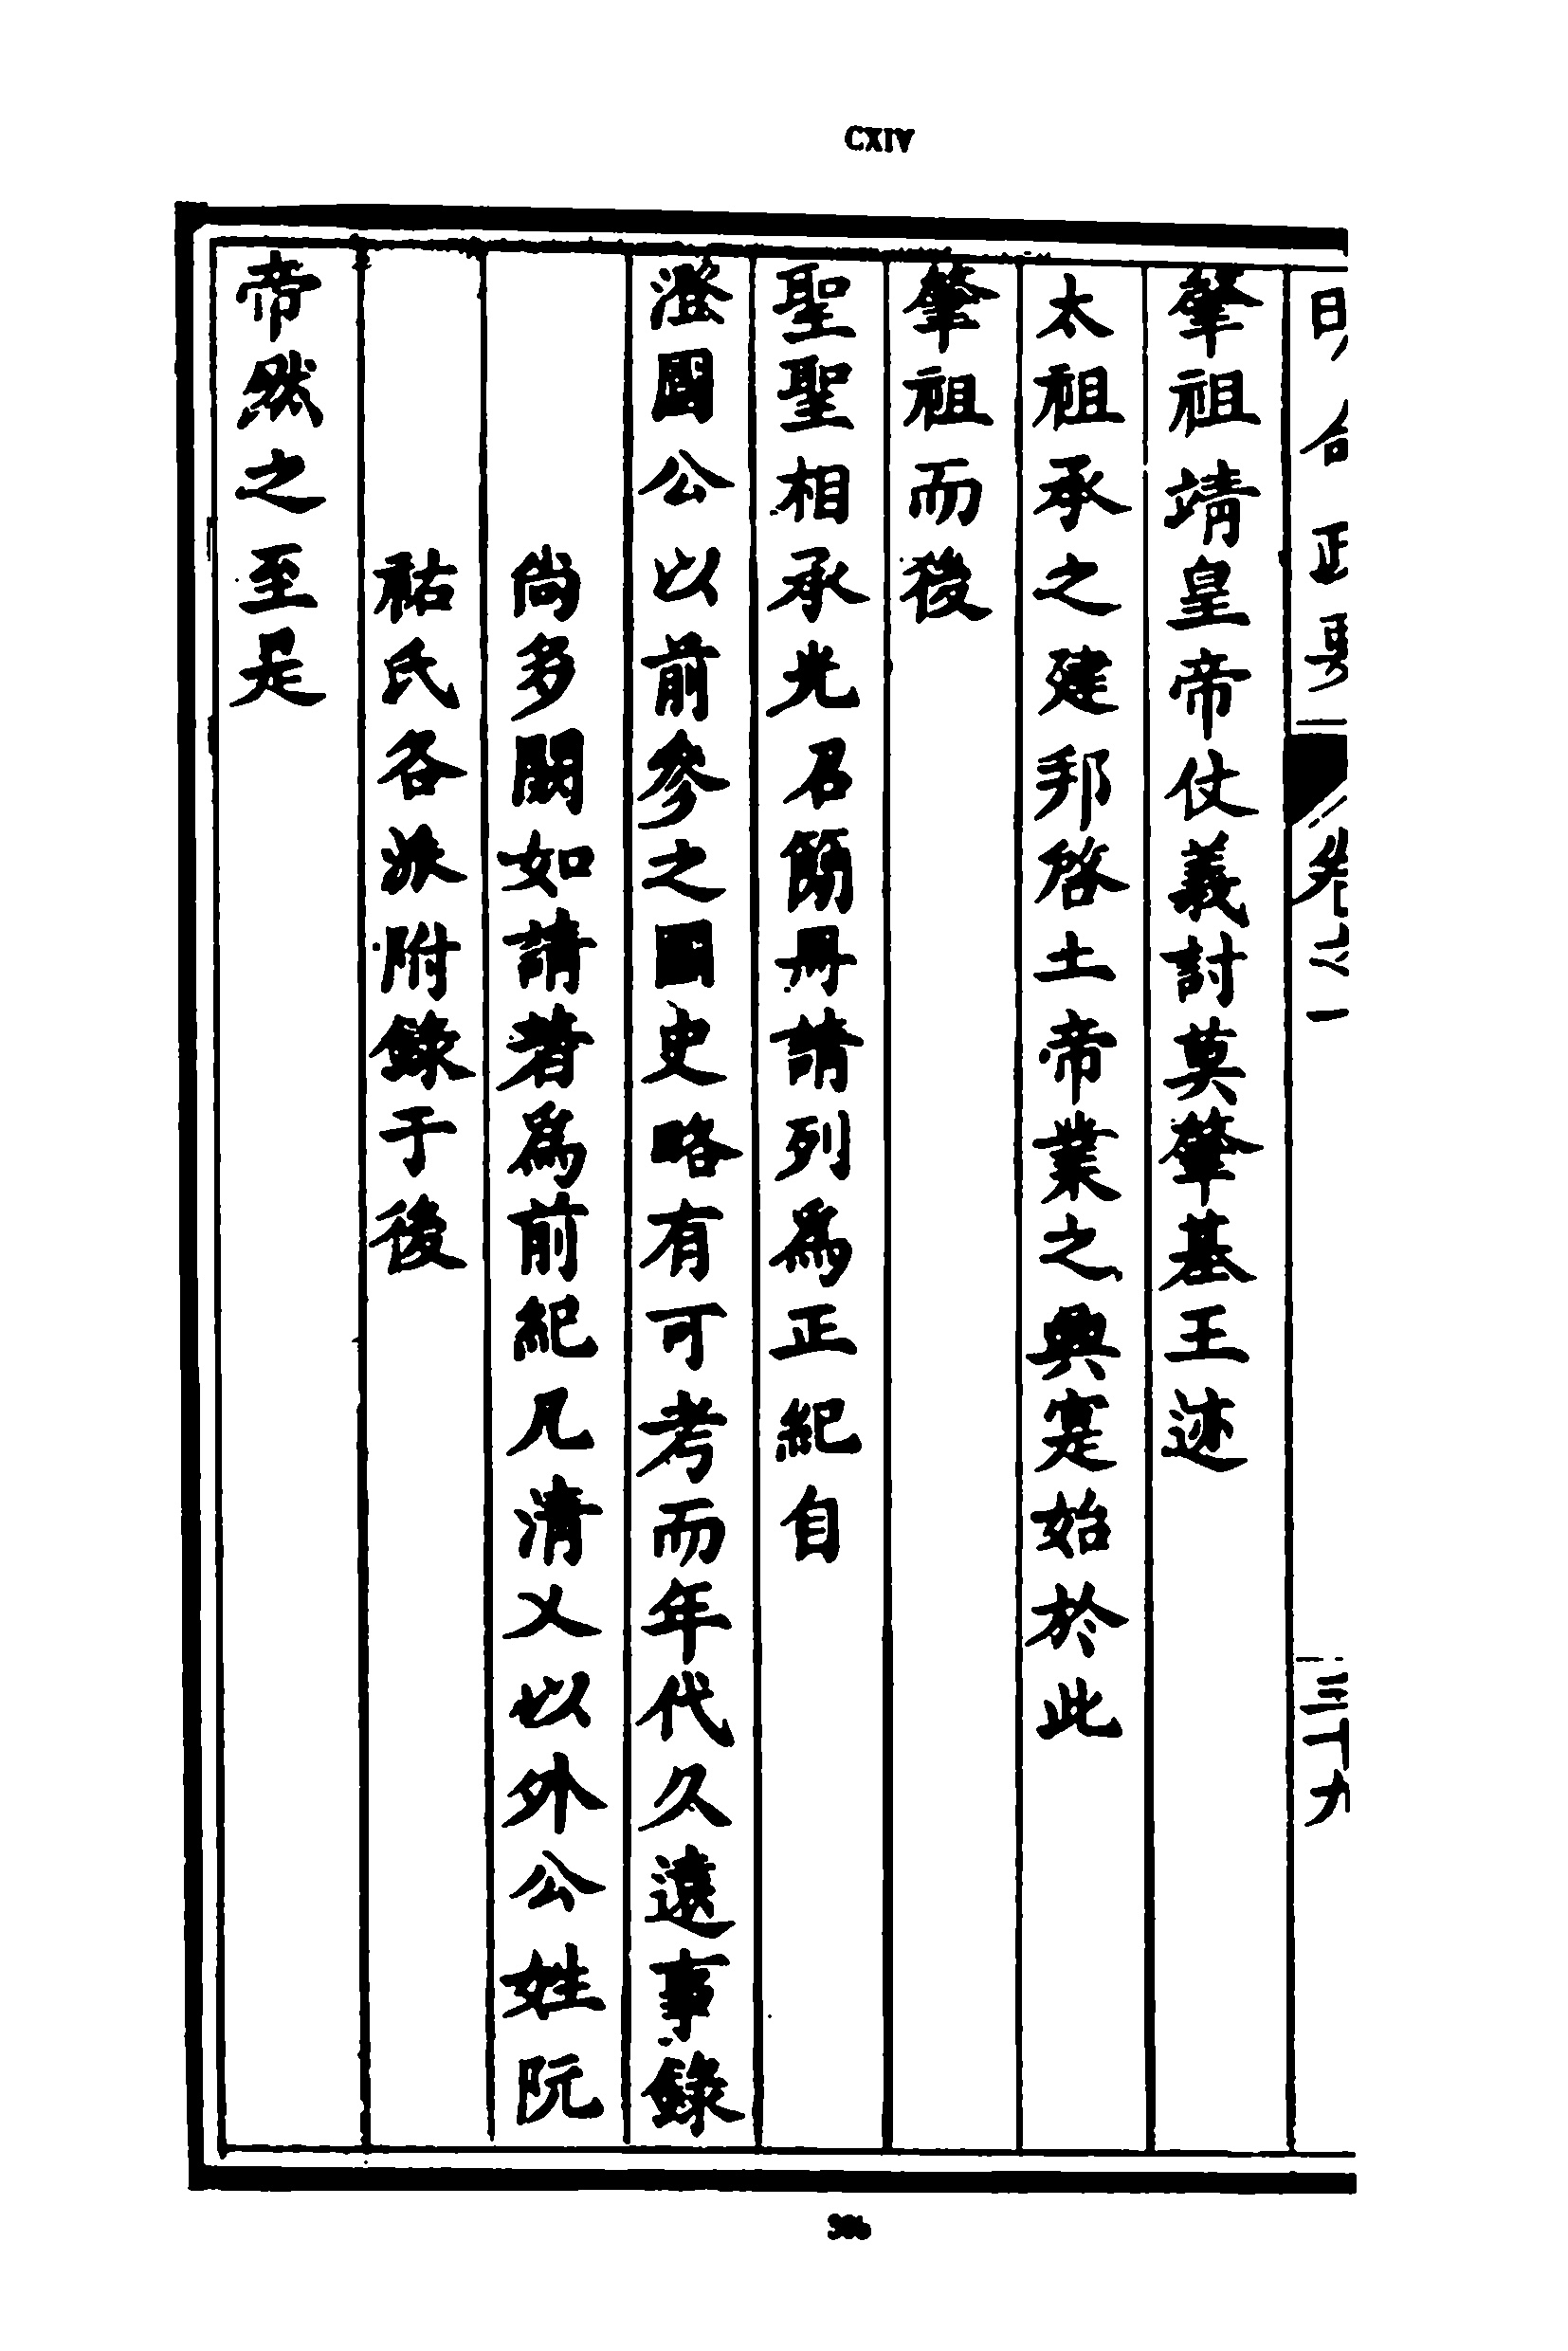 CXIV
明命政要
卷之一
三十九
肇祖靖皇帝仗義討莫肇基王迹
太祖承之建邦啓土帝業之興寔始於此
肇祖而後
聖聖相承光召簡冊請列爲正紀自
澄國公以前參之國史略有可考而年代久遠事錄
尚多闕如請著爲前紀凡清乂以外公姓阮
祐氏各派附錄于後
帝然之至是
39b